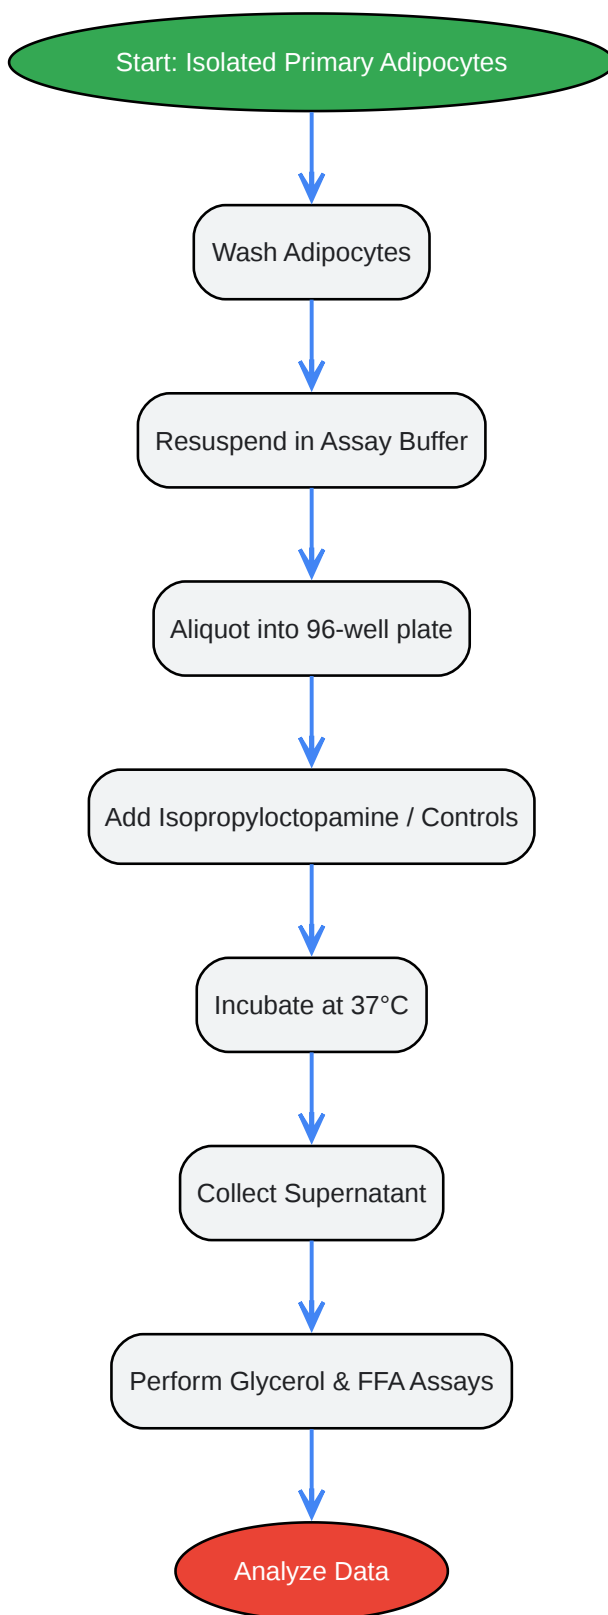 Start: Isolated Primary Adipocytes
Wash Adipocytes
Resuspend in Assay Buffer
Aliquot into 96-well plate
Add Isopropyloctopamine / Controls
Incubate at 37°C
Collect Supernatant
Perform Glycerol & FFA Assays
Analyze Data